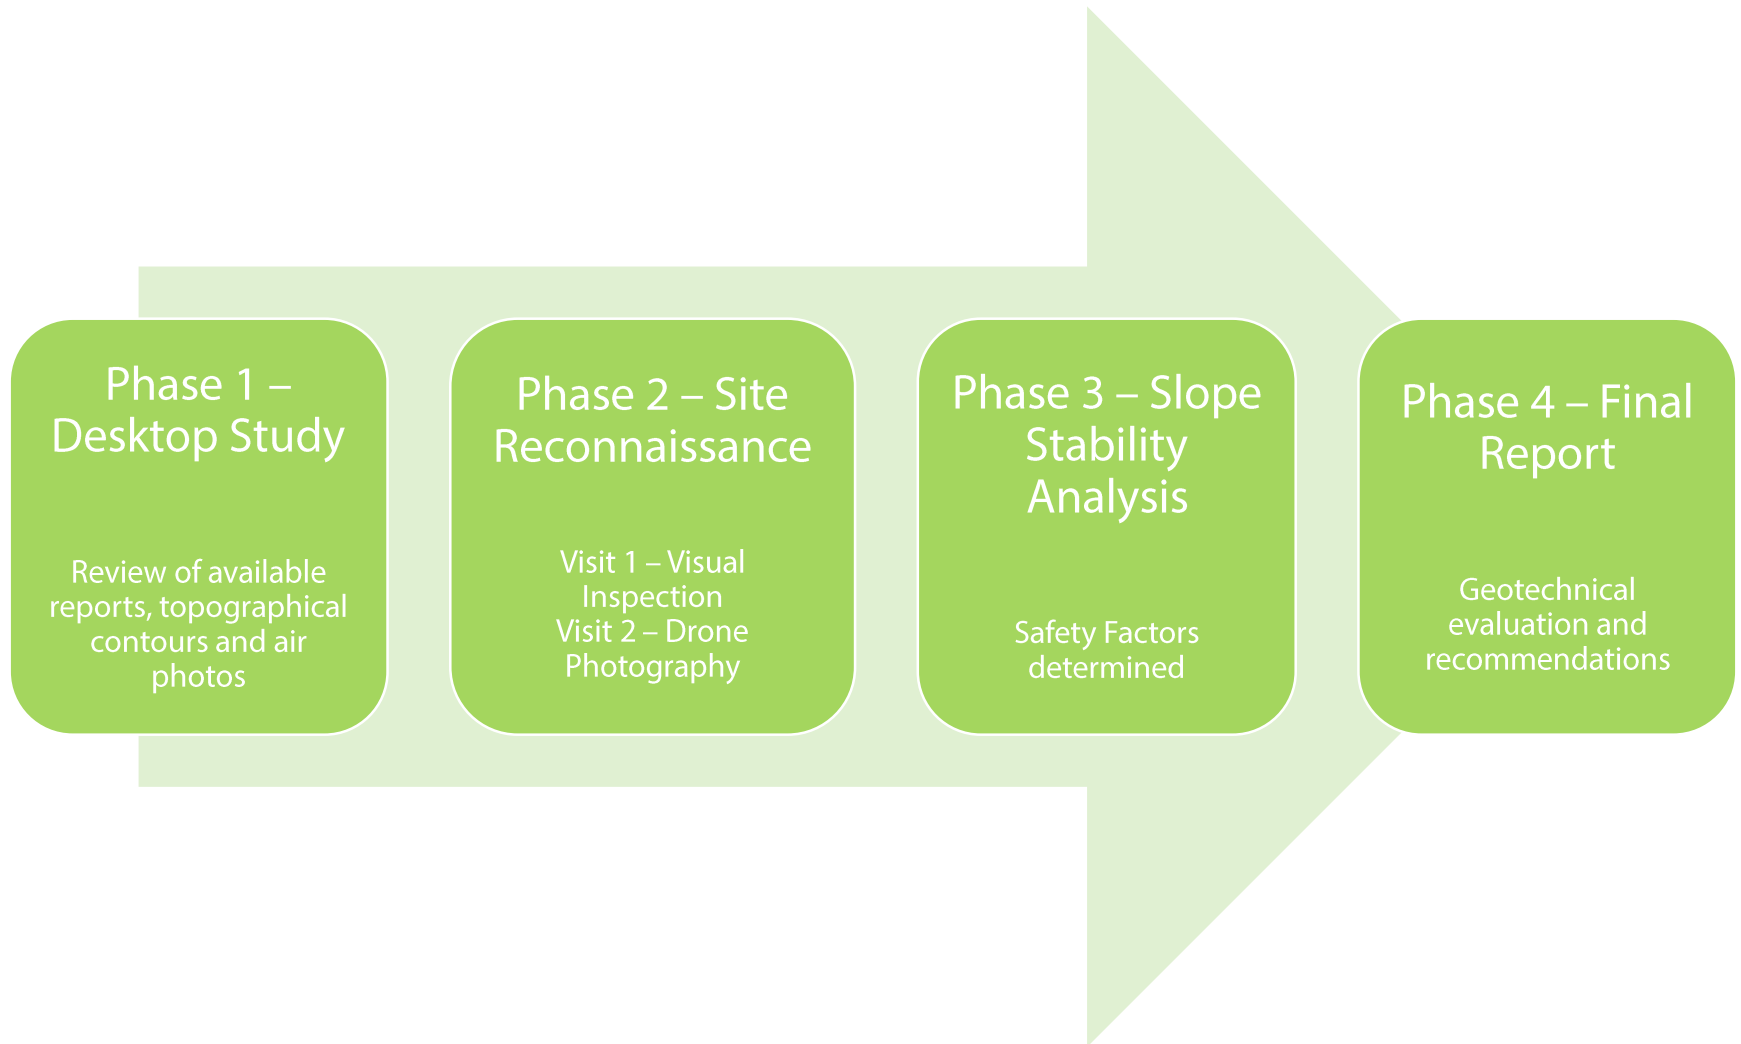 Phase 1 –
Desktop Study
Review of available
reports, topographical
contours and air
photos
Phase 2 – Site
Reconnaissance
Visit 1 – Visual
Inspection
Visit 2 – Drone
Photography
Phase 3 – Slope
Stability
Analysis
Safety Factors
determined
Phase 4 – Final
Report
Geotechnical
evaluation and
recommendations